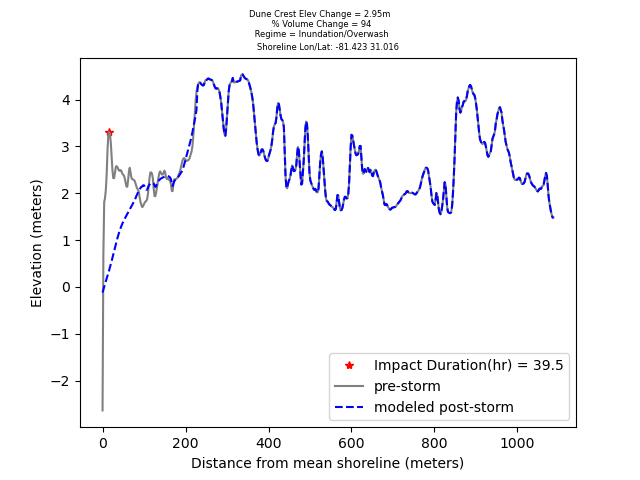 Dune Crest Elev Change = 2.95m
% Volume Change = 94
Regime = Inundation/Overwash
Shoreline Lon/Lat: -81.423 31.016
4
3
2
1
0
−1
−2
Elevation (meters)
Impact Duration(hr) = 39.5
pre-storm
modeled post-storm
0 200 400 600 800 1000
Distance from mean shoreline (meters)